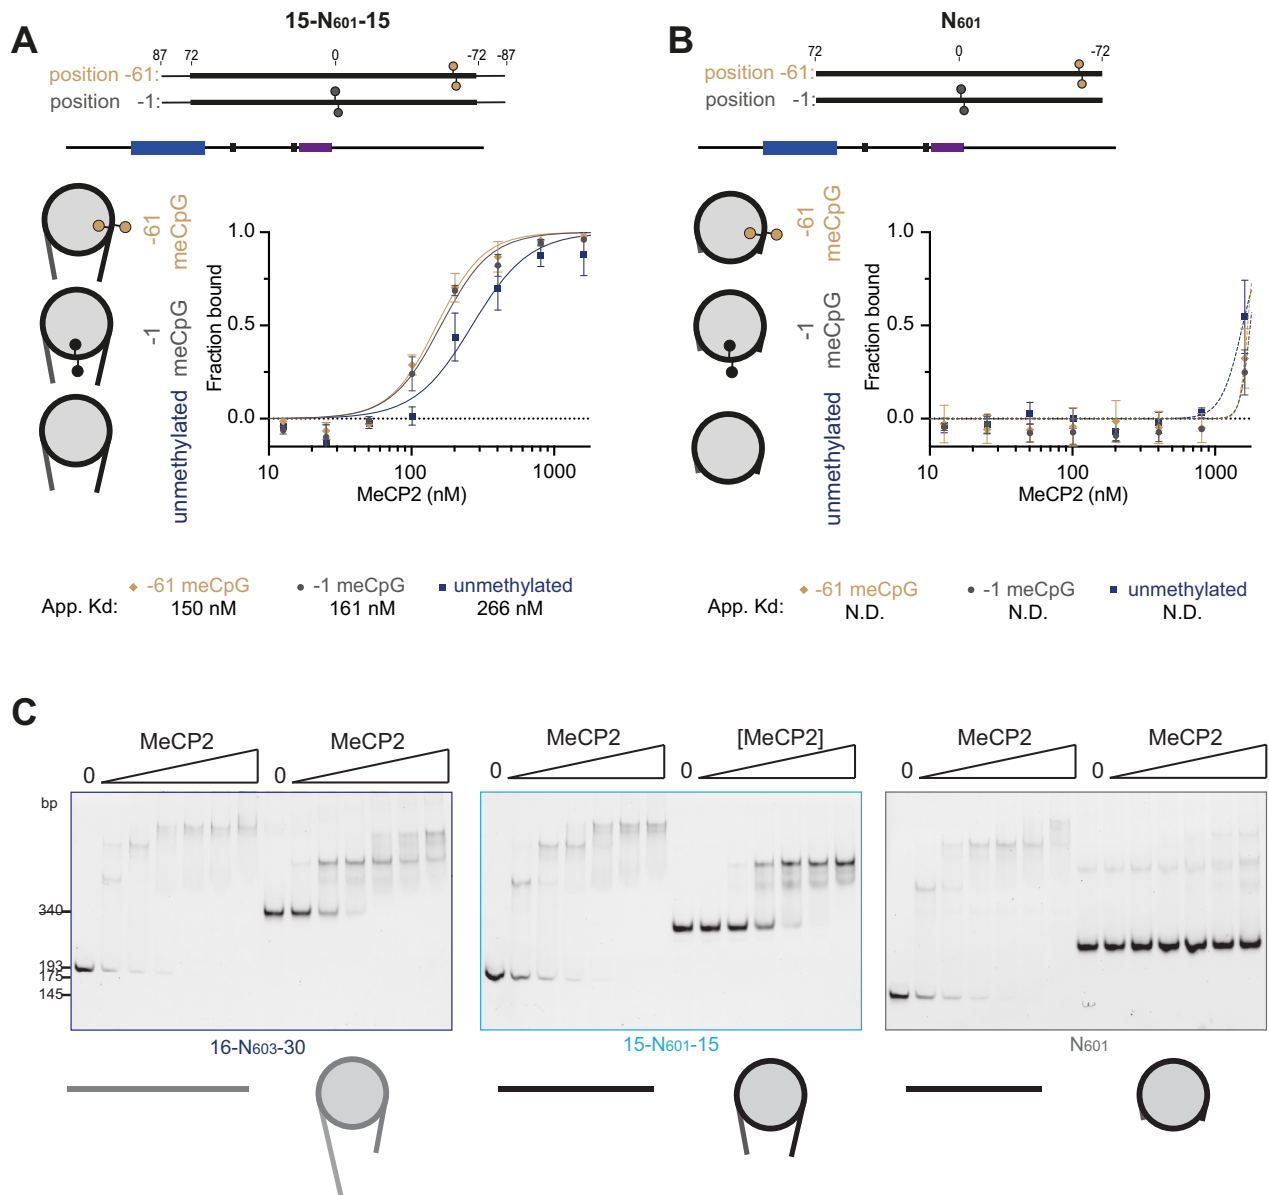 A
15-N601-15
87 72 0 -72 -87
position -61:
position -1:
-61 meCpG
-1 meCpG
unmethylated
Fraction bound
1.0
0.5
0.0
10 100 1000
MeCP2 (nM)
-61 meCpG -1 meCpG unmethylated
App. Kd: 150 nM 161 nM 266 nM
B
N601
72 0 -72
position -61:
position -1:
-61 meCpG
-1 meCpG
unmethylated
Fraction bound
1.0
0.5
0.0
10 100 1000
MeCP2 (nM)
-61 meCpG -1 meCpG unmethylated
App. Kd: N.D. N.D. N.D.
C
MeCP2 MeCP2 MeCP2 [MeCP2] MeCP2 MeCP2
0 0 0 0 0 0
bp
340
193
175
145
16-N603-30 15-N601-15 N601